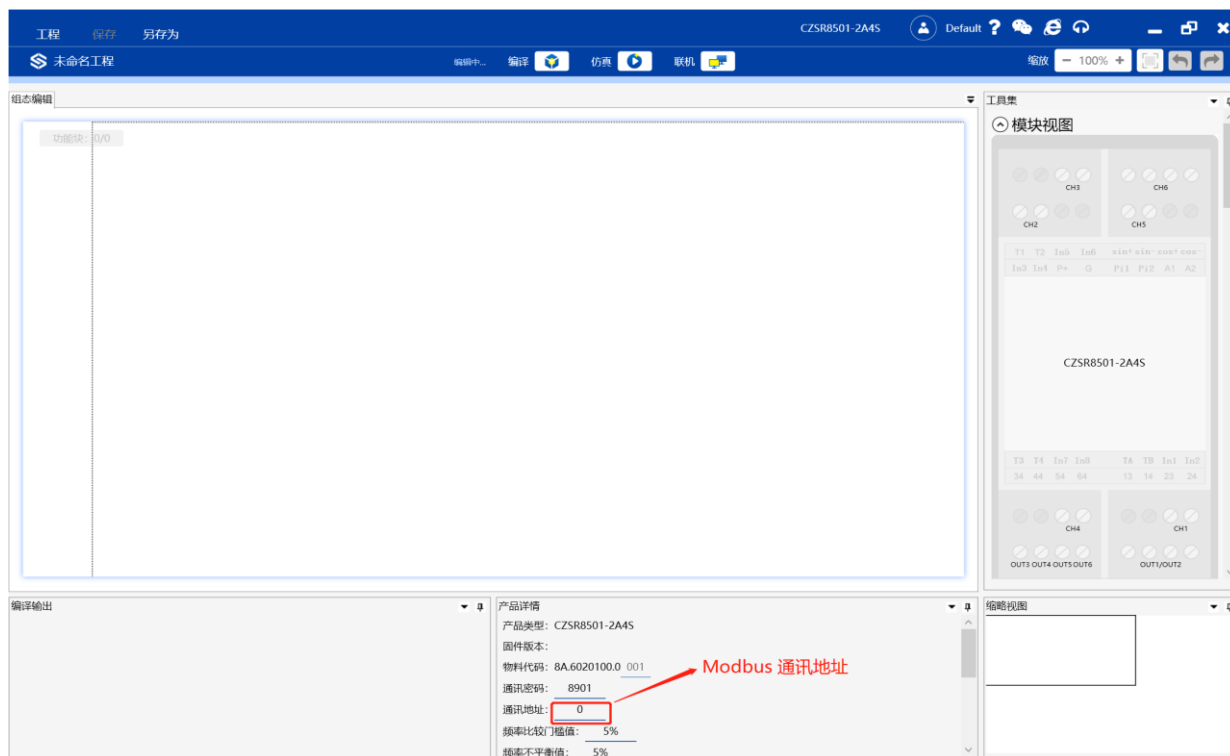 工程 保存 另存为 CZSR8501-2A4S Default ?
未命名工程 编辑中... 编译 仿真 联机 缩放 − 100% +
组态编辑
工具集
功能块: 0/0
模块视图
CH3 CH6
CH2 CH5
T1 T2 In5 In6 sin+ sin- cos+ cos-
In3 In4 P+ G Pi1 Pi2 A1 A2
CZSR8501-2A4S
T3 T4 In7 In8 TA TB In1 In2
34 44 54 64 13 14 23 24
CH4 CH1
OUT3 OUT4 OUT5 OUT6 OUT1/OUT2
编译输出
产品详情
产品类型: CZSR8501-2A4S
固件版本:
物料代码: 8A.6020100.0 001
Modbus 通讯地址
通讯密码: 8901
通讯地址: 0
频率比较门槛值: 5%
频率不平衡值: 5%
缩略视图